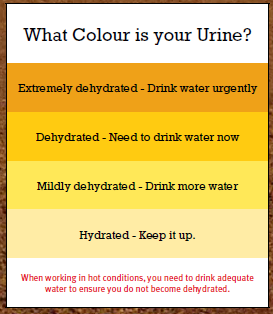 What Colour is your Urine?
Extremely dehydrated - Drink water urgently
Dehydrated - Need to drink water now
Mildly dehydrated - Drink more water
Hydrated - Keep it up.
When working in hot conditions, you need to drink adequate
water to ensure you do not become dehydrated.